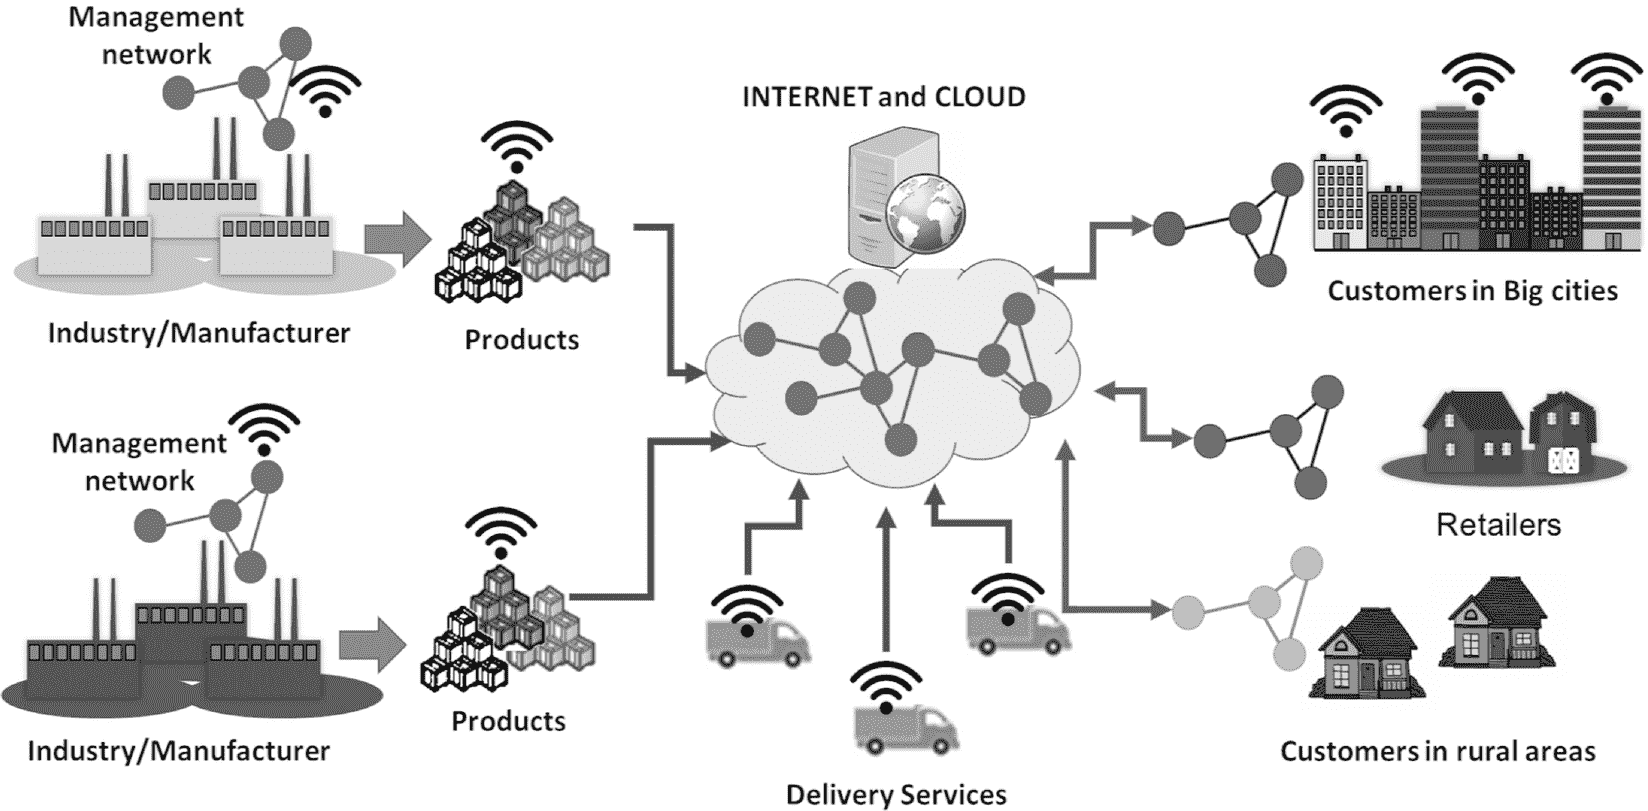 Management
network
INTERNET and CLOUD
Industry/Manufacturer
Products
Customers in Big cities
Management
network
Retailers
Industry/Manufacturer
Products
Delivery Services
Customers in rural areas